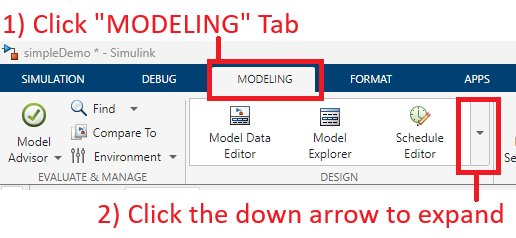 1) Click "MODELING" Tab
simpleDemo * - Simulink
SIMULATION DEBUG MODELING FORMAT APPS
Find
Compare To
Environment
Model
Advisor
EVALUATE & MANAGE
Model Data
Editor
Model
Explorer
Schedule
Editor
DESIGN
2) Click the down arrow to expand